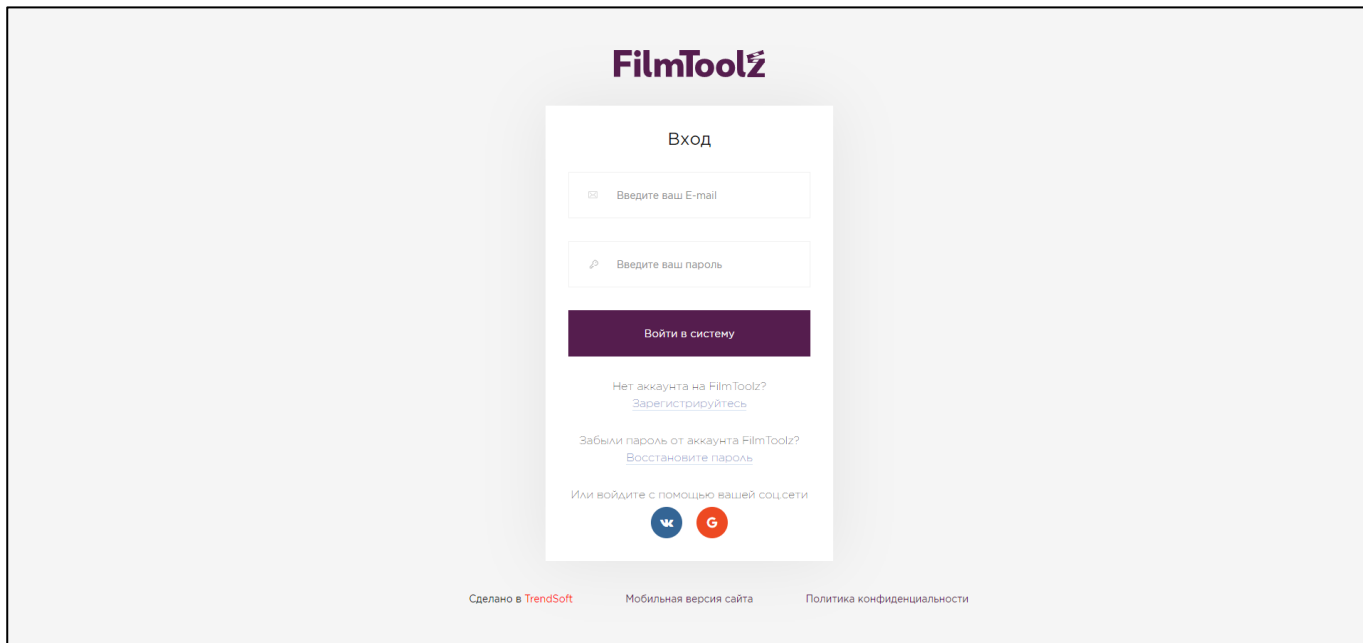 FilmToolz
Вход
Введите ваш E-mail
Введите ваш пароль
Войти в систему
Нет аккаунта на FilmToolz?
Зарегистрируйтесь
Забыли пароль от аккаунта FilmToolz?
Восстановите пароль
Или войдите с помощью вашей соц.сети
G
Сделано в TrendSoft Мобильная версия сайта Политика конфиденциальности